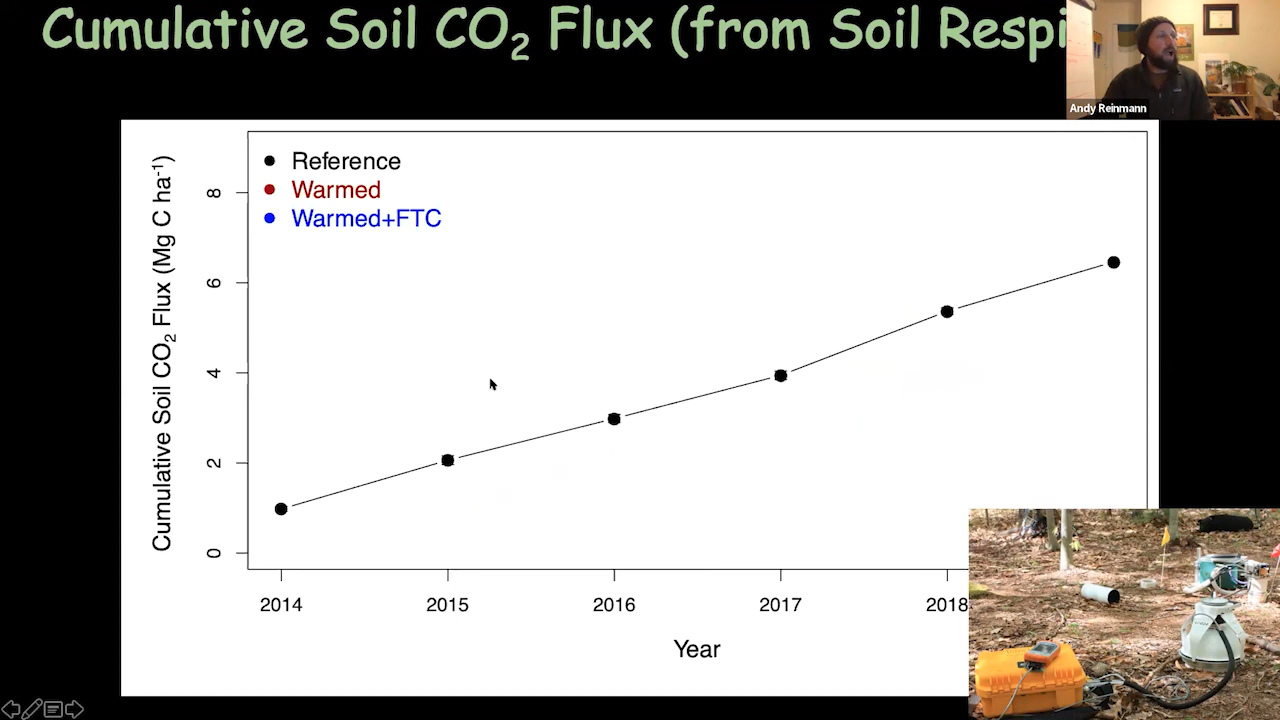 Cumulative Soil CO₂ Flux (from Soil Respi
Andy Reinmann
Reference
Warmed
Warmed+FTC
Cumulative Soil CO₂ Flux (Mg C ha⁻¹)
8
6
4
2
0
2014 2015 2016 2017 2018
Year